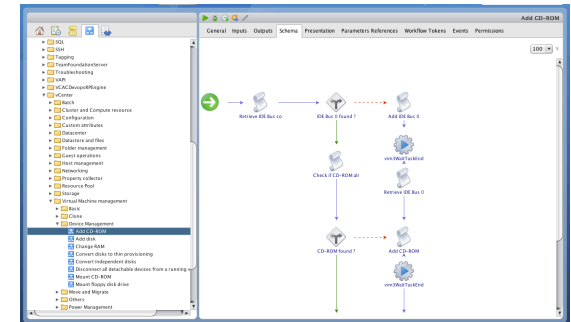 Add CD-ROM
General Inputs Outputs Schema Presentation Parameters References Workflow Tokens Events Permissions
100 %
SQL
SSH
Tagging
TeamFoundationServer
Troubleshooting
VAPI
VCACDevopsRPEngine
vCenter
Batch
Cluster and Compute resource
Configuration
Custom attributes
Datacenter
Datastore and files
Folder management
Guest operations
Host management
Networking
Property collector
Resource Pool
Storage
Virtual Machine management
Basic
Clone
Device Management
Add CD-ROM
Add disk
Change RAM
Convert disks to thin provisioning
Convert independent disks
Disconnect all detachable devices from a running v
Mount CD-ROM
Mount floppy disk drive
Move and Migrate
Others
Power Management
Retrieve IDE Bus co
IDE Bus 0 found ?
Add IDE Bus 0
vim3WaitTaskEnd
Check if CD-ROM alr
Retrieve IDE Bus 0
CD-ROM found ?
Add CD-ROM
vim3WaitTaskEnd